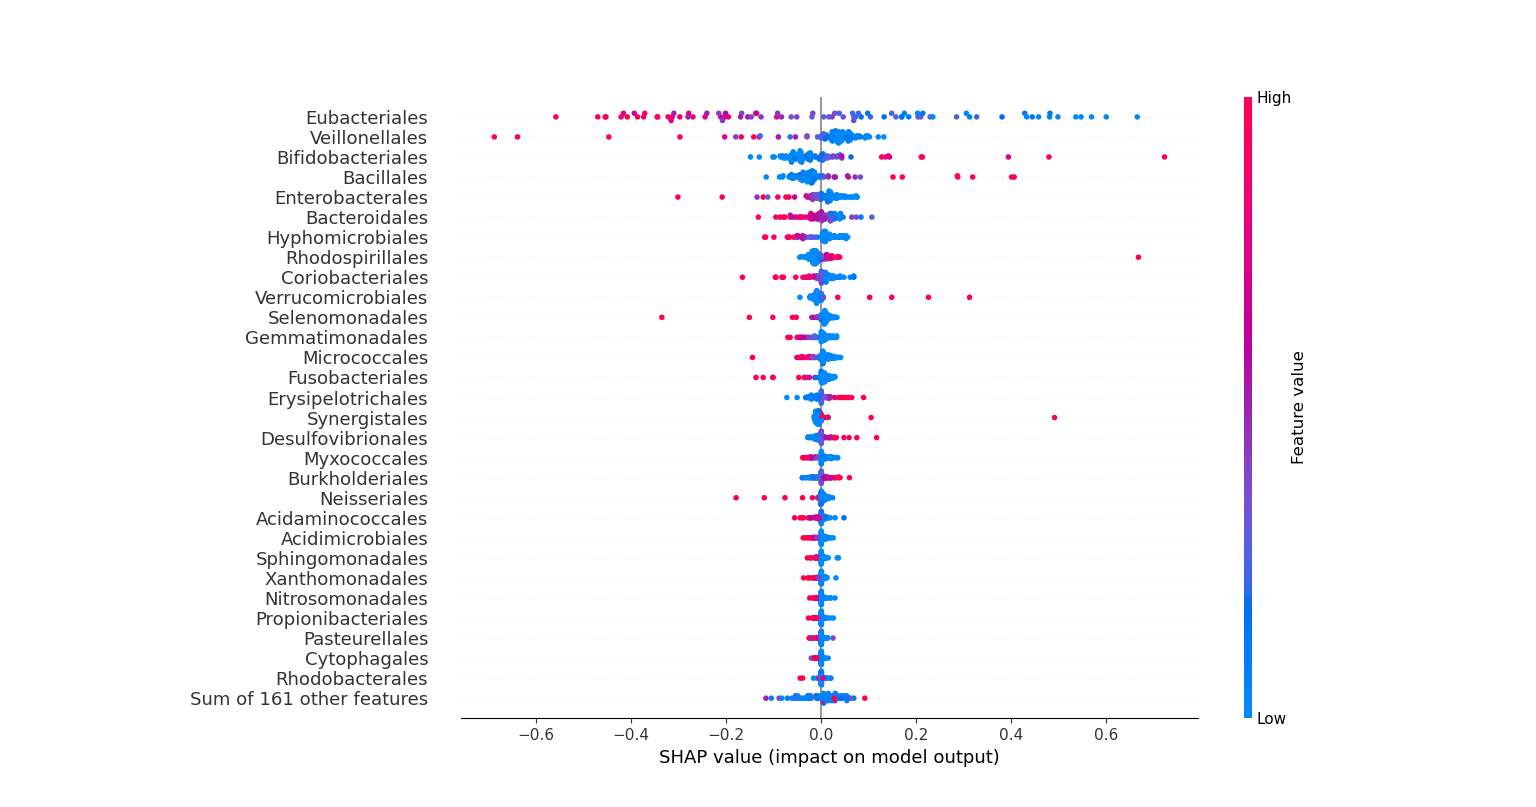 High
Eubacteriales
Veillonellales
Bifidobacteriales
Bacillales
Enterobacterales
Bacteroidales
Hyphomicrobiales
Rhodospirillales
Coriobacteriales
Verrucomicrobiales
Selenomonadales
Gemmatimonadales
Micrococcales
Fusobacteriales
Erysipelotrichales
Synergistales
Desulfovibrionales
Myxococcales
Burkholderiales
Neisseriales
Acidaminococcales
Acidimicrobiales
Sphingomonadales
Xanthomonadales
Nitrosomonadales
Propionibacteriales
Pasteurellales
Cytophagales
Rhodobacterales
Sum of 161 other features
Feature value
Low
−0.6 −0.4 −0.2 0.0 0.2 0.4 0.6
SHAP value (impact on model output)